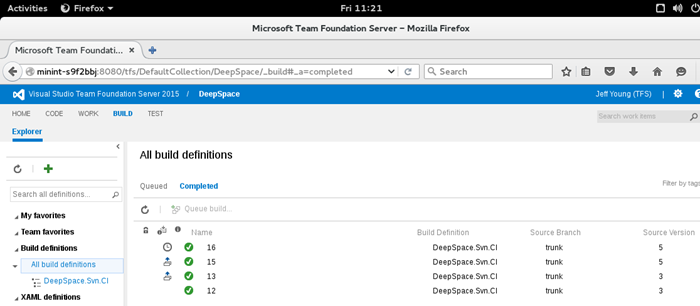 Activities Firefox Fri 11:21
Microsoft Team Foundation Server – Mozilla Firefox
Microsoft Team Foundati... ×
minint-s9f2bbj:8080/tfs/DefaultCollection/DeepSpace/_build#_a=completed Search
Visual Studio Team Foundation Server 2015 / DeepSpace Jeff Young (TFS)
HOME CODE WORK BUILD TEST Search work items
Explorer
All build definitions
Queued Completed Filter by tags
Queue build...
Search all definitions...
My favorites
Team favorites
Build definitions
All build definitions
DeepSpace.Svn.CI
XAML definitions
Name Build Definition Source Branch Source Version
16 DeepSpace.Svn.CI trunk 5
15 DeepSpace.Svn.CI trunk 5
13 DeepSpace.Svn.CI trunk 3
12 DeepSpace.Svn.CI trunk 3